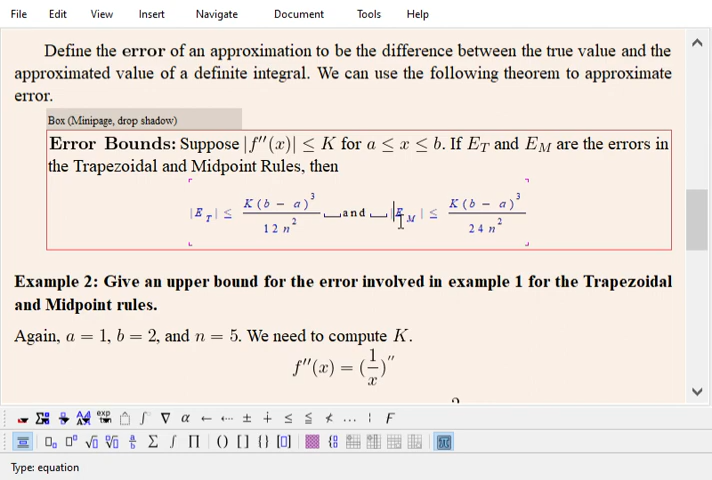 File Edit View Insert Navigate Document Tools Help
Define the error of an approximation to be the difference between the true value and the
approximated value of a definite integral. We can use the following theorem to approximate
error.
Box (Minipage, drop shadow)
Error Bounds: Suppose |f''(x)| ≤ K for a ≤ x ≤ b. If E_T and E_M are the errors in
the Trapezoidal and Midpoint Rules, then
|E_T| ≤ K(b − a)^3 / 12n^2 and |E_M| ≤ K(b − a)^3 / 24n^2
Example 2: Give an upper bound for the error involved in example 1 for the Trapezoidal
and Midpoint rules.
Again, a = 1, b = 2, and n = 5. We need to compute K.
f''(x) = (1/x)''
2
Type: equation